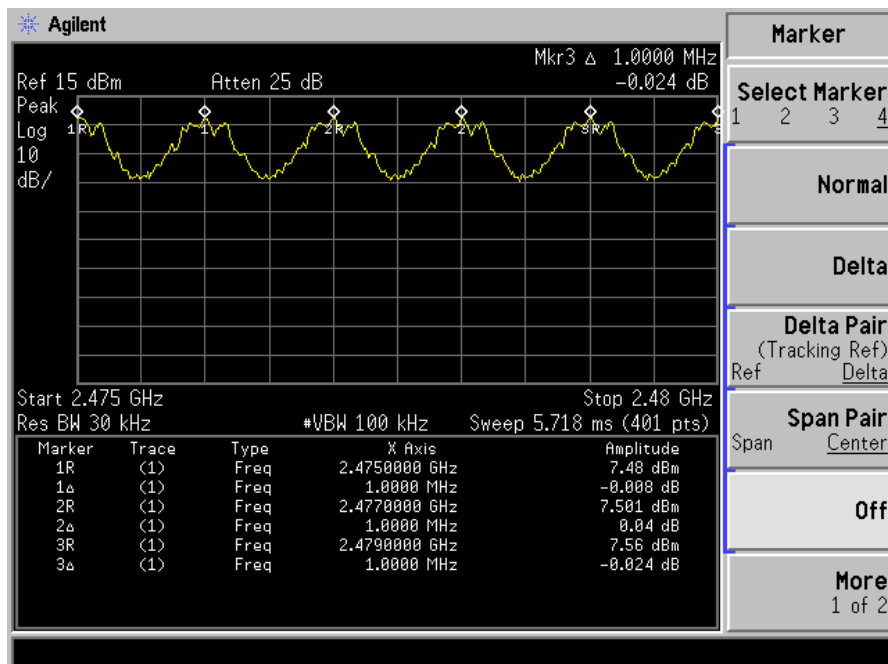 Agilent
Marker
Mkr3 Δ 1.0000 MHz
Ref 15 dBm Atten 25 dB -0.024 dB
Peak
Log
10
dB/
1R 1 2R 2 3R 3
Select Marker
1 2 3 4
Normal
Delta
Delta Pair
(Tracking Ref)
Ref Delta
Span Pair
Span Center
Off
More
1 of 2
Start 2.475 GHz Stop 2.48 GHz
Res BW 30 kHz #VBW 100 kHz Sweep 5.718 ms (401 pts)
Marker Trace Type X Axis Amplitude
1R (1) Freq 2.4750000 GHz 7.48 dBm
1Δ (1) Freq 1.0000 MHz -0.008 dB
2R (1) Freq 2.4770000 GHz 7.501 dBm
2Δ (1) Freq 1.0000 MHz 0.04 dB
3R (1) Freq 2.4790000 GHz 7.56 dBm
3Δ (1) Freq 1.0000 MHz -0.024 dB